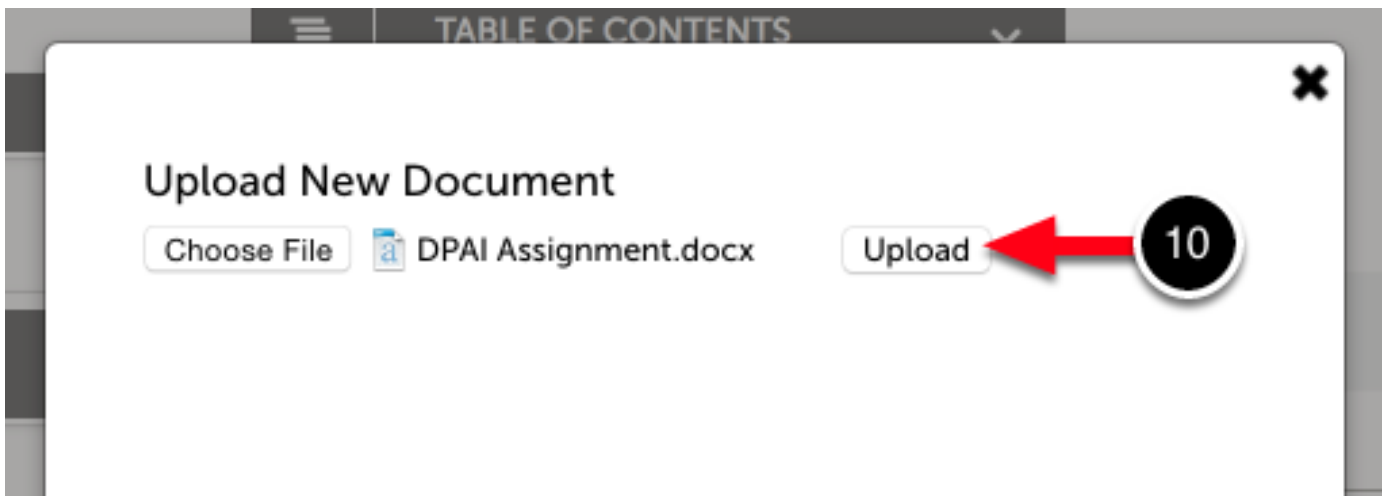 TABLE OF CONTENTS
Upload New Document
Choose File DPAI Assignment.docx Upload 10